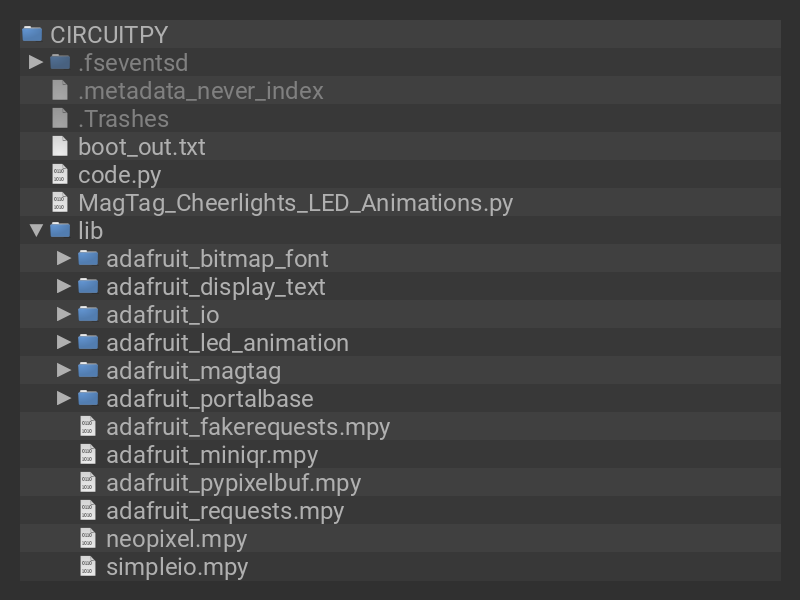 CIRCUITPY
.fseventsd
.metadata_never_index
.Trashes
boot_out.txt
code.py
MagTag_Cheerlights_LED_Animations.py
lib
adafruit_bitmap_font
adafruit_display_text
adafruit_io
adafruit_led_animation
adafruit_magtag
adafruit_portalbase
adafruit_fakerequests.mpy
adafruit_miniqr.mpy
adafruit_pypixelbuf.mpy
adafruit_requests.mpy
neopixel.mpy
simpleio.mpy